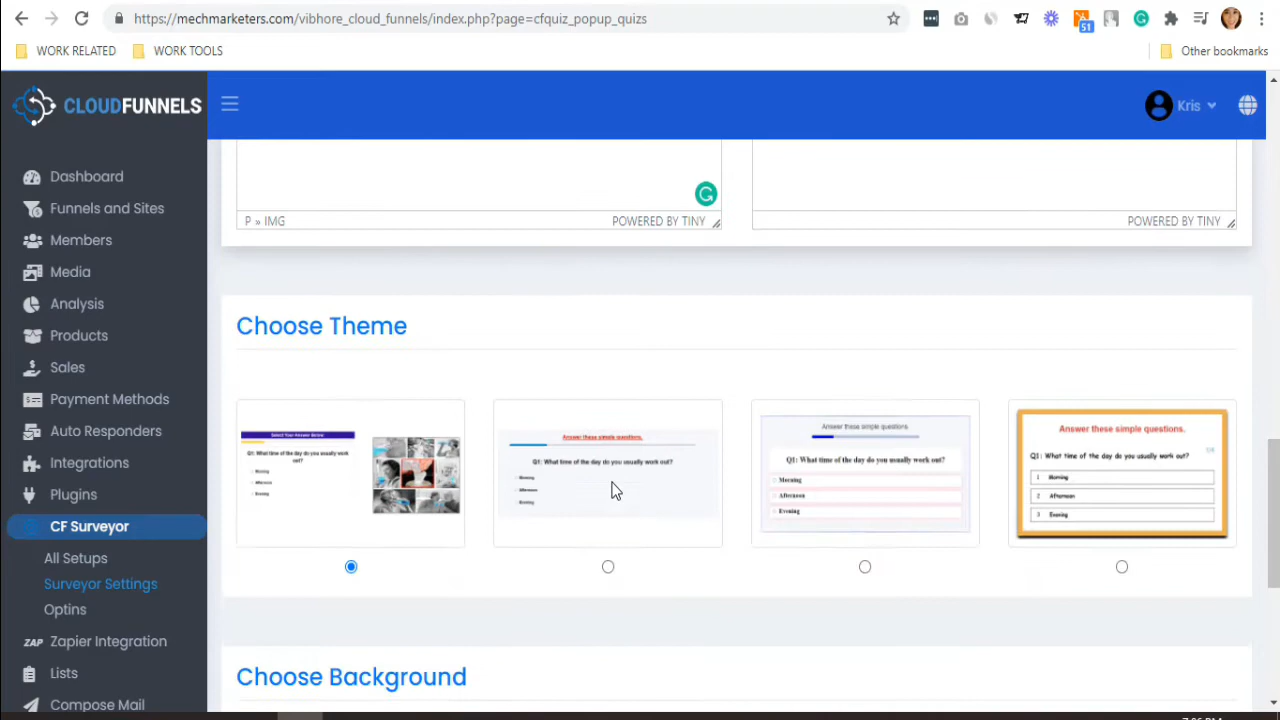 https://mechmarketers.com/vibhore_cloud_funnels/index.php?page=cfquiz_popup_quizs
51
WORK RELATED
WORK TOOLS
Other bookmarks
CLOUDFUNNELS
Kris
Dashboard
Funnels and Sites
Members
Media
Analysis
Products
Sales
Payment Methods
Auto Responders
Integrations
Plugins
CF Surveyor
All Setups
Surveyor Settings
Optins
ZAP Zapier Integration
Lists
Compose Mail
P » IMG
POWERED BY TINY
POWERED BY TINY
Choose Theme
Select Your Answer Below
Q1: What time of the day do you usually work out?
Morning
Afternoon
Evening
Answer these simple questions.
Q1: What time of the day do you usually work out?
Morning
Afternoon
Evening
Answer these simple questions.
Q1: What time of the day do you usually work out?
Morning
Afternoon
Evening
Answer these simple questions.
Q1: What time of the day do you usually work out?
1 Morning
2 Afternoon
3 Evening
Choose Background